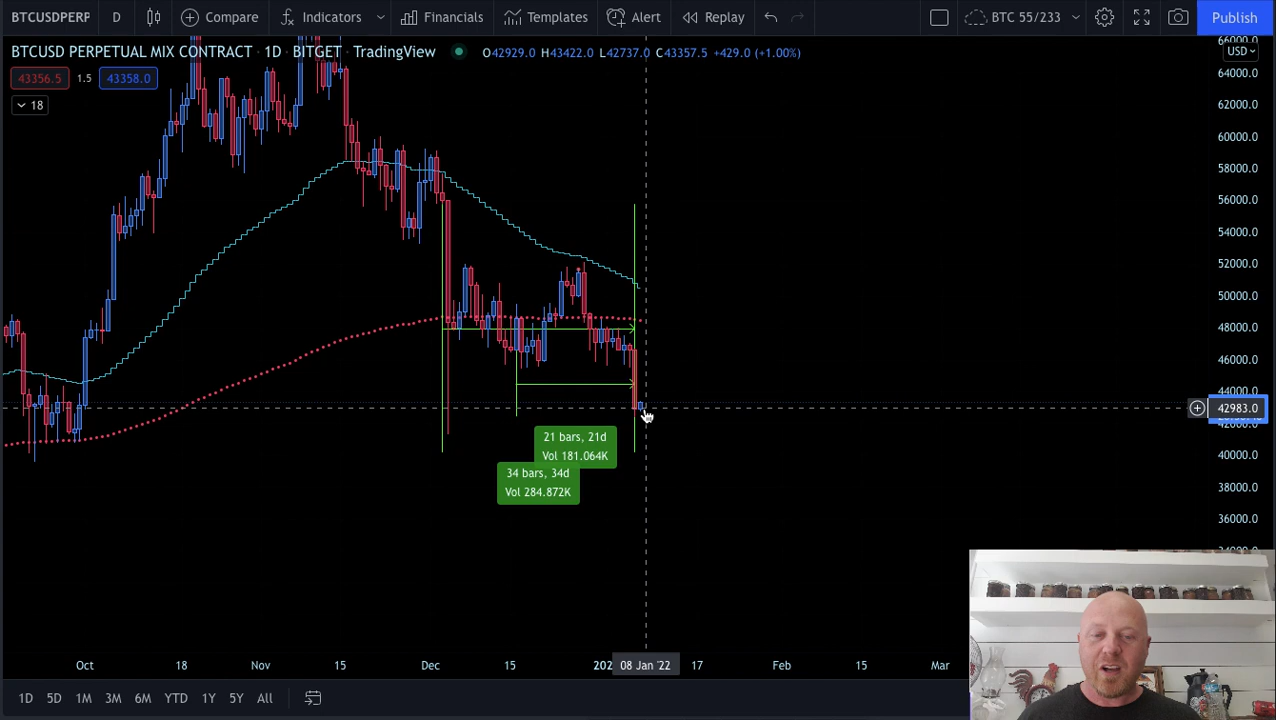 BTCUSDPERP D Compare Indicators Financials Templates Alert Replay BTC 55/233 Publish
BTCUSD PERPETUAL MIX CONTRACT · 1D · BITGET · TradingView O42929.0 H43422.0 L42737.0 C43357.5 +429.0 (+1.00%)
USD
43356.5 1.5 43358.0
18
66000.0
64000.0
62000.0
60000.0
58000.0
56000.0
54000.0
52000.0
50000.0
48000.0
46000.0
44000.0
42983.0
42000.0
40000.0
38000.0
36000.0
21 bars, 21d
Vol 181.064K
34 bars, 34d
Vol 284.872K
Oct 18 Nov 15 Dec 15 202 08 Jan '22 17 Feb 15 Mar
1D 5D 1M 3M 6M YTD 1Y 5Y All